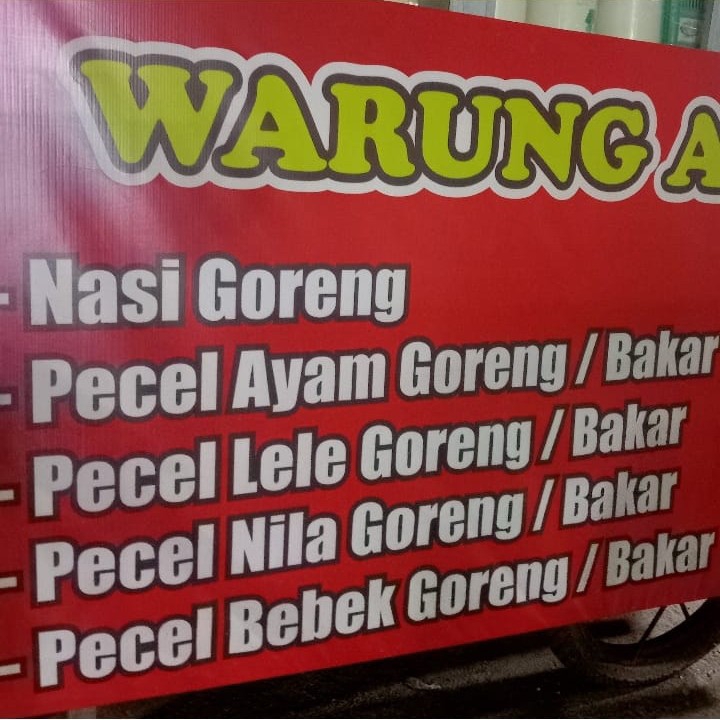 WARUNG A
- Nasi Goreng
- Pecel Ayam Goreng / Bakar
- Pecel Lele Goreng / Bakar
- Pecel Nila Goreng / Bakar
- Pecel Bebek Goreng / Bakar